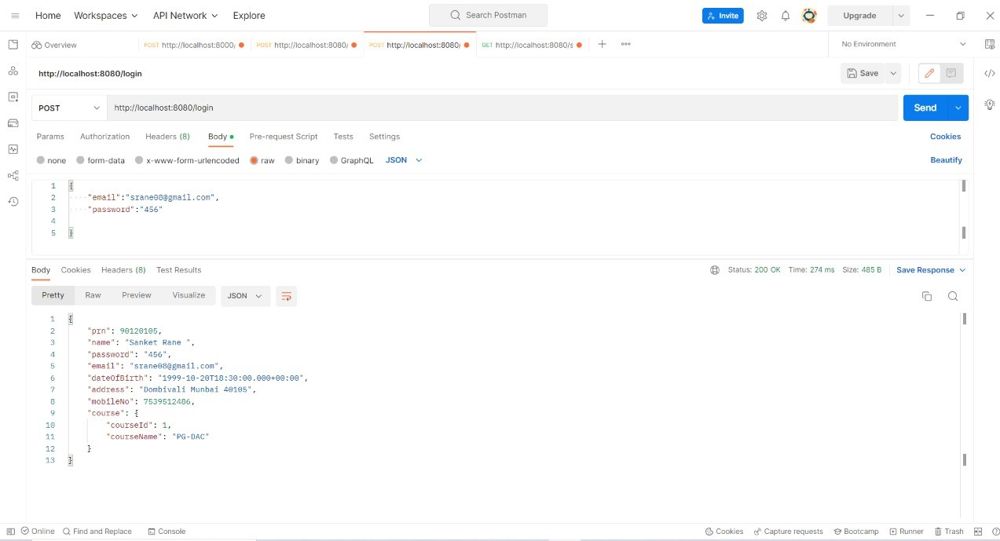 Home Workspaces API Network Explore Search Postman Invite Upgrade
Overview POST http://localhost:8000/ POST http://localhost:8080/ POST http://localhost:8080/ GET http://localhost:8080/s No Environment
http://localhost:8080/login Save
POST http://localhost:8080/login Send
Params Authorization Headers (8) Body Pre-request Script Tests Settings Cookies
none form-data x-www-form-urlencoded raw binary GraphQL JSON Beautify
1 {
2 "email":"srane08@gmail.com",
3 "password":"456"
4
5 }
Body Cookies Headers (8) Test Results Status: 200 OK Time: 274 ms Size: 485 B Save Response
Pretty Raw Preview Visualize JSON
1 {
2 "prn": 90120105,
3 "name": "Sanket Rane ",
4 "password": "456",
5 "email": "srane08@gmail.com",
6 "dateOfBirth": "1999-10-20T18:30:00.000+00:00",
7 "address": "Dombivali Munbai 40105",
8 "mobileNo": 7539512486,
9 "course": {
10 "courseId": 1,
11 "courseName": "PG-DAC"
12 }
13 }
Online Find and Replace Console Cookies Capture requests Bootcamp Runner Trash